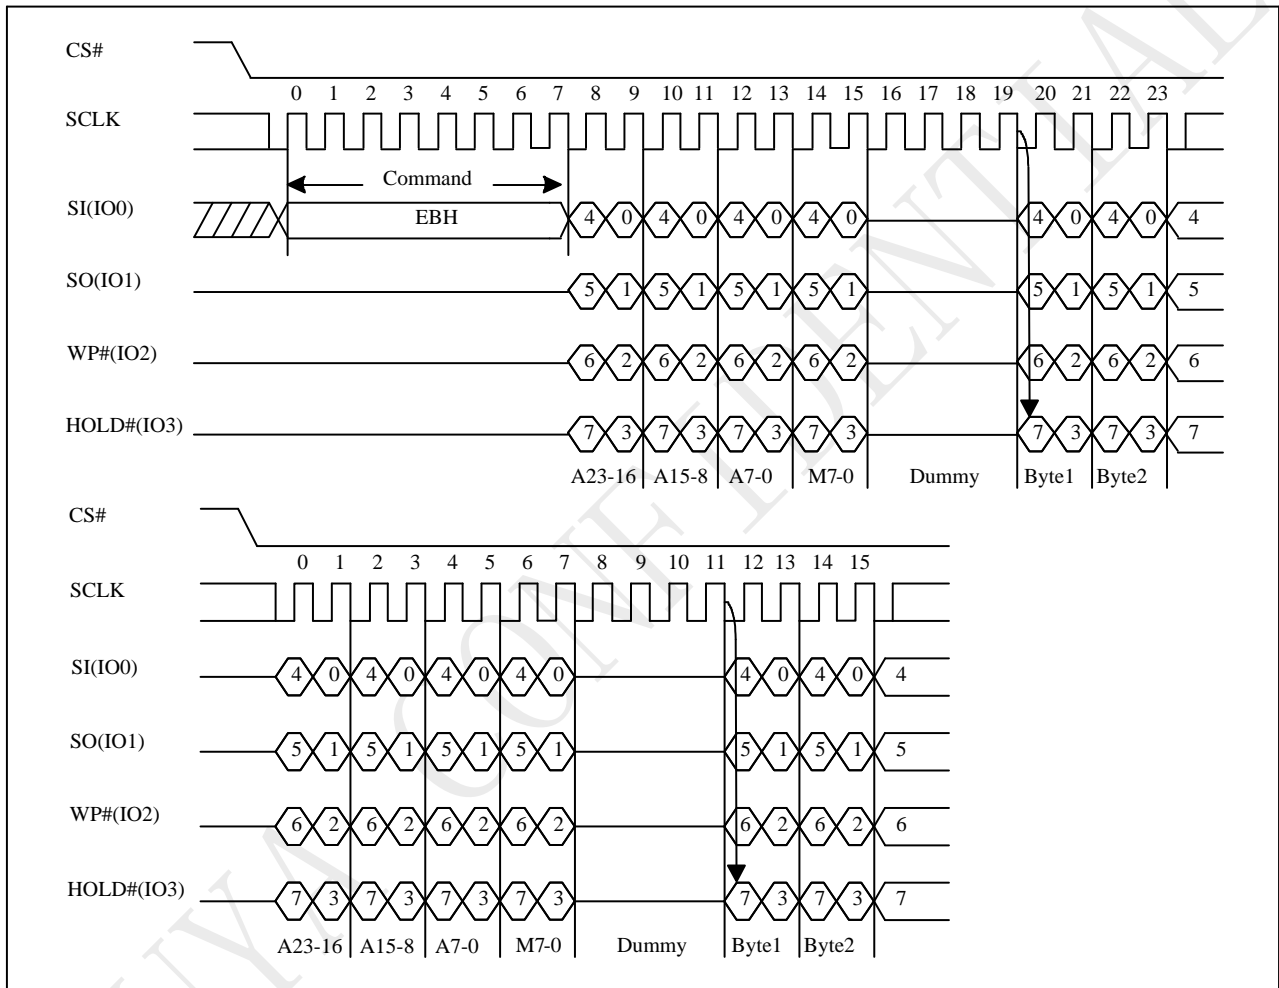 CS#
0 1 2 3 4 5 6 7 8 9 10 11 12 13 14 15 16 17 18 19 20 21 22 23
SCLK
Command
SI(IO0) EBH 4 0 4 0 4 0 4 0 4 0 4 0 4
SO(IO1) 5 1 5 1 5 1 5 1 5 1 5 1 5
WP#(IO2) 6 2 6 2 6 2 6 2 6 2 6 2 6
HOLD#(IO3) 7 3 7 3 7 3 7 3 7 3 7 3 7
A23-16 A15-8 A7-0 M7-0 Dummy Byte1 Byte2
CS#
0 1 2 3 4 5 6 7 8 9 10 11 12 13 14 15
SCLK
SI(IO0) 4 0 4 0 4 0 4 0 4 0 4 0 4
SO(IO1) 5 1 5 1 5 1 5 1 5 1 5 1 5
WP#(IO2) 6 2 6 2 6 2 6 2 6 2 6 2 6
HOLD#(IO3) 7 3 7 3 7 3 7 3 7 3 7 3 7
A23-16 A15-8 A7-0 M7-0 Dummy Byte1 Byte2
UYA CONFIDENTIAL